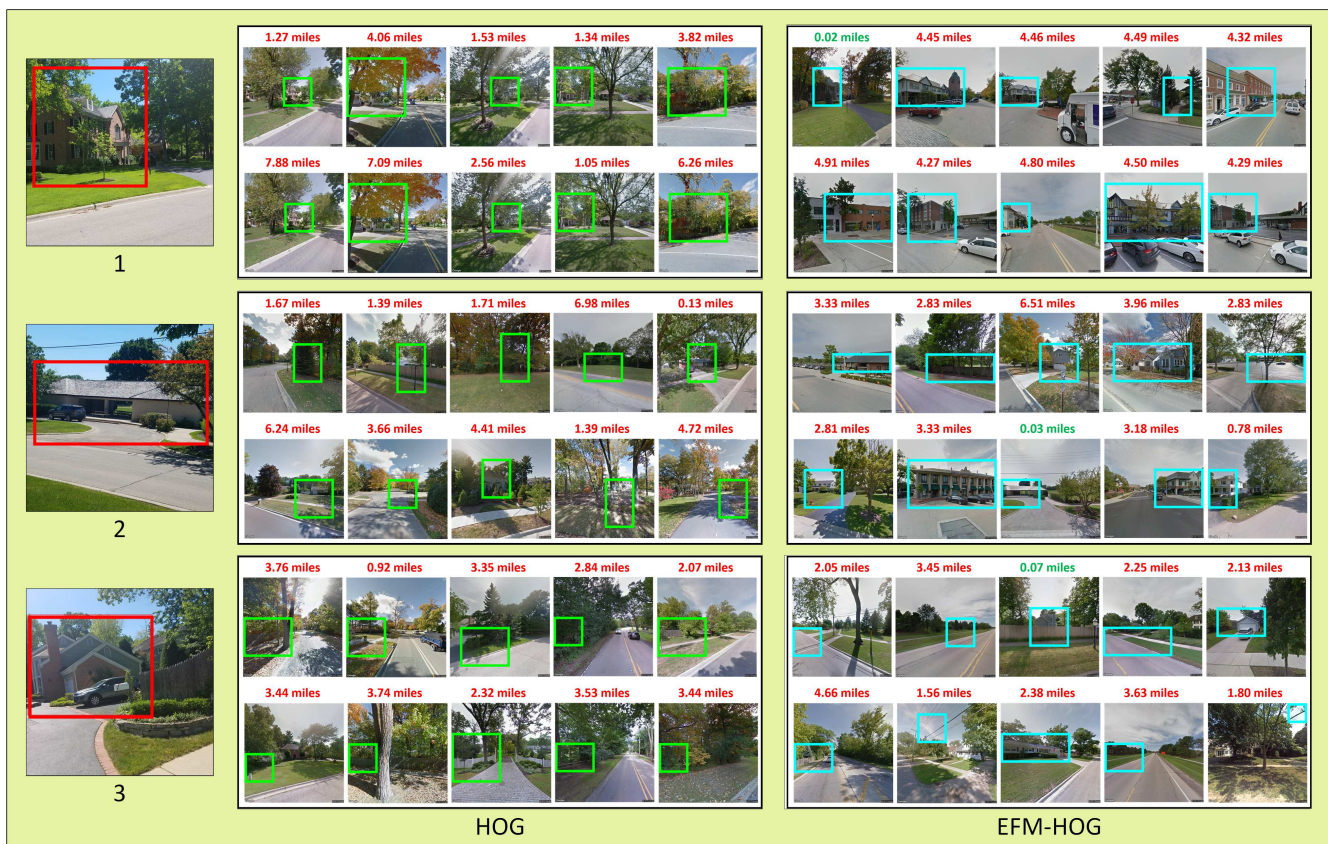 1.27 miles 4.06 miles 1.53 miles 1.34 miles 3.82 miles
7.88 miles 7.09 miles 2.56 miles 1.05 miles 6.26 miles
0.02 miles 4.45 miles 4.46 miles 4.49 miles 4.32 miles
4.91 miles 4.27 miles 4.80 miles 4.50 miles 4.29 miles
1
1.67 miles 1.39 miles 1.71 miles 6.98 miles 0.13 miles
6.24 miles 3.66 miles 4.41 miles 1.39 miles 4.72 miles
3.33 miles 2.83 miles 6.51 miles 3.96 miles 2.83 miles
2.81 miles 3.33 miles 0.03 miles 3.18 miles 0.78 miles
2
3.76 miles 0.92 miles 3.35 miles 2.84 miles 2.07 miles
3.44 miles 3.74 miles 2.32 miles 3.53 miles 3.44 miles
2.05 miles 3.45 miles 0.07 miles 2.25 miles 2.13 miles
4.66 miles 1.56 miles 2.38 miles 3.63 miles 1.80 miles
3
HOG
EFM-HOG